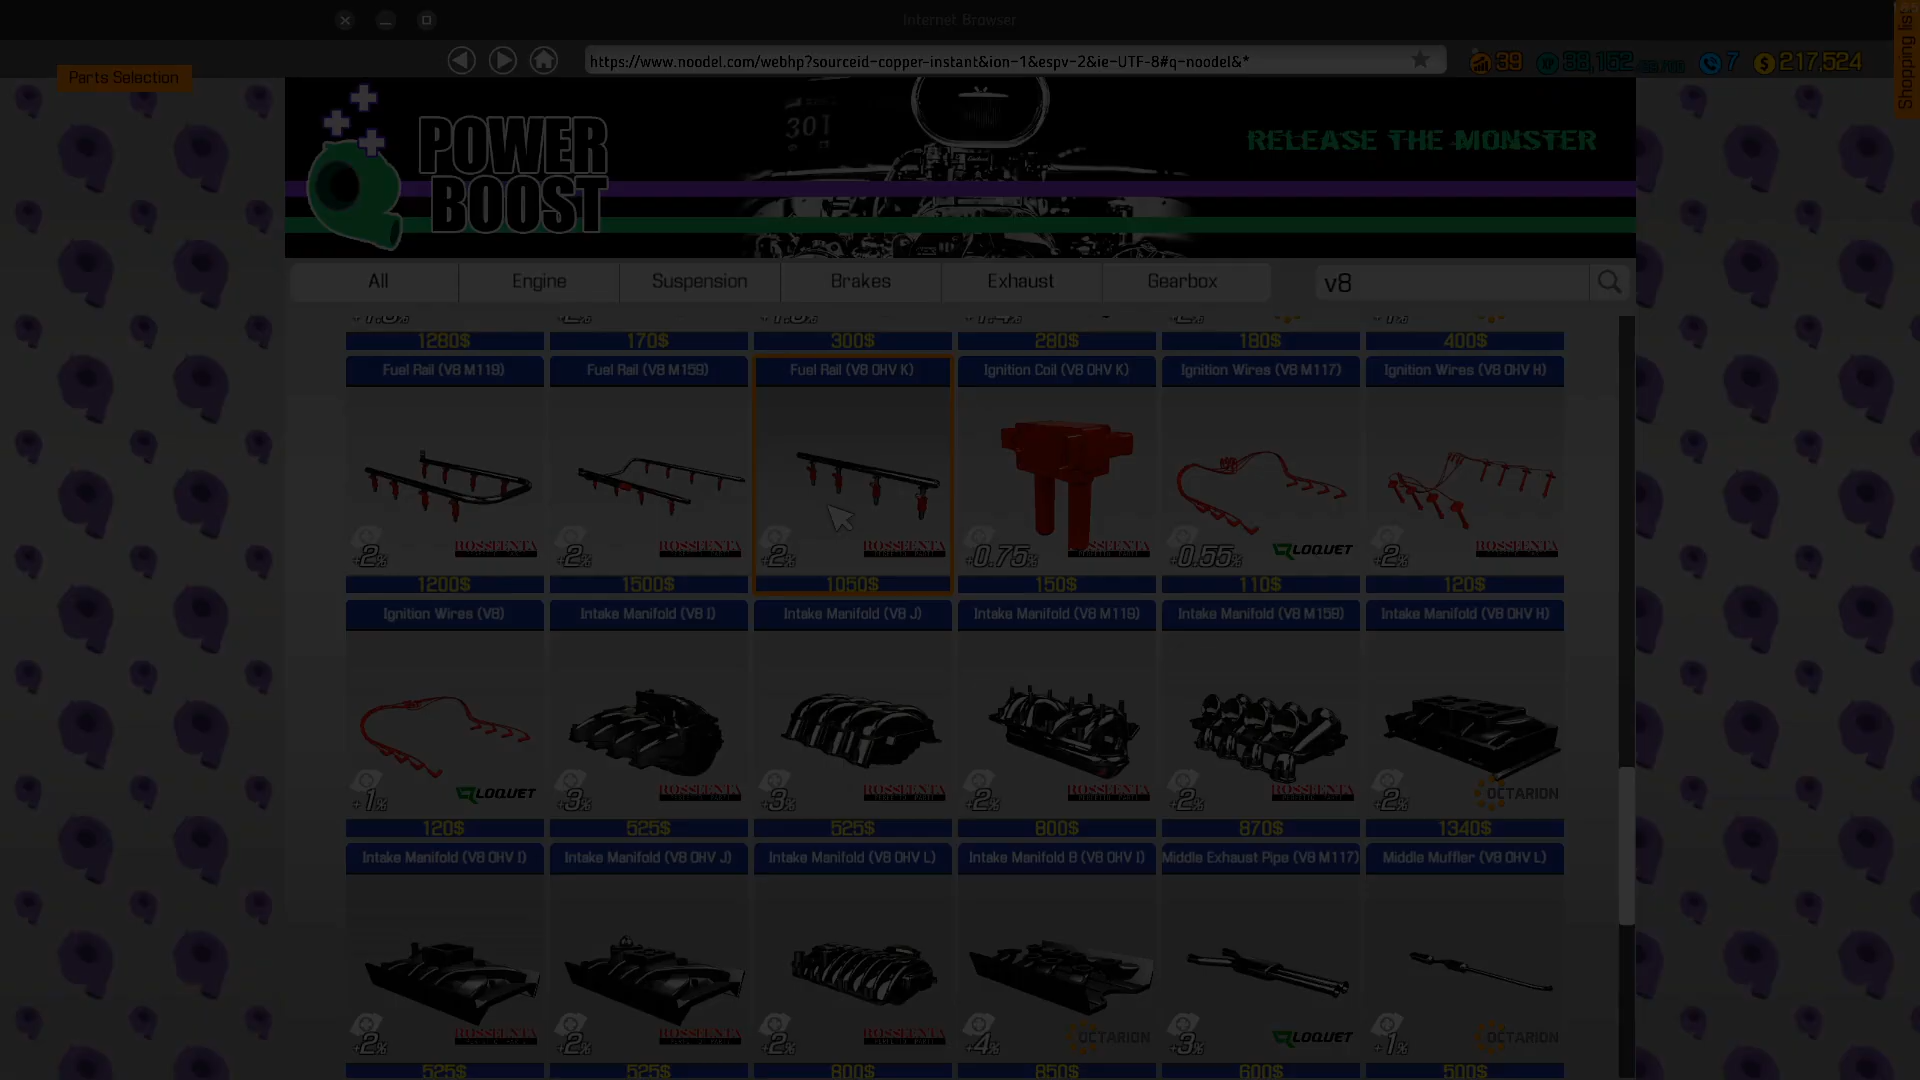 Internet Browser
Shopping list
Parts Selection
https://www.noodel.com/webhp?sourceid-copper-instant&ion-1&espv-2&ie-UTF-8#q-noodel&*
39
XP
33,152
7
$ 217,524
POWER
BOOST
RELEASE THE MONSTER
All
Engine
Suspension
Brakes
Exhaust
Gearbox
v8
1280$
170$
300$
280$
180$
400$
Fuel Rail (V8 M119)
Fuel Rail (V8 M159)
Fuel Rail (V8 OHV K)
Ignition Coil (V8 OHV K)
Ignition Wires (V8 M117)
Ignition Wires (V8 OHV H)
+2%
+2%
+2%
+0.75%
+0.55%
LOQUET
+2%
1200$
1500$
1050$
150$
110$
120$
Ignition Wires (V8)
Intake Manifold (V8 I)
Intake Manifold (V8 J)
Intake Manifold (V8 M119)
Intake Manifold (V8 M159)
Intake Manifold (V8 OHV H)
+1%
LOQUET
+3%
+3%
+2%
+2%
+2%
OCTARION
120$
525$
525$
800$
870$
1340$
Intake Manifold (V8 OHV I)
Intake Manifold (V8 OHV J)
Intake Manifold (V8 OHV L)
Intake Manifold B (V8 OHV I)
Middle Exhaust Pipe (V8 M117)
Middle Muffler (V8 OHV L)
+2%
+2%
+2%
+4%
OCTARION
+3%
LOQUET
+1%
OCTARION
525$
525$
800$
850$
600$
500$